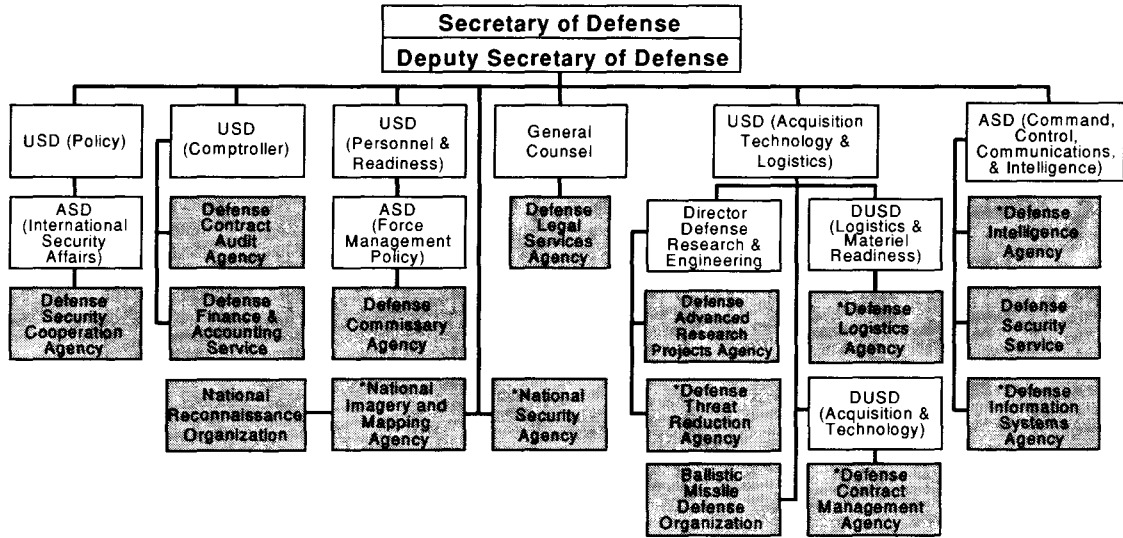 Secretary of Defense
Deputy Secretary of Defense
USD (Policy)
USD
(Comptroller)
USD
(Personnel &
Readiness)
General
Counsel
USD (Acquisition
Technology
& Logistics)
ASD (Command,
Control,
Communications,
& Intelligence)
ASD
(International
Security
Affairs)
Defense
Contract
Audit
Agency
ASD
(Force
Management
Policy)
Defense
Legal
Services
Agency
Director
Defense
Research &
Engineering
DUSD
(Logistics &
Materiel
Readiness)
*Defense
Intelligence
Agency
Defense
Security
Cooperation
Agency
Defense
Finance &
Accounting
Service
Defense
Commissary
Agency
Defense
Advanced
Research
Projects Agency
*Defense
Logistics
Agency
Defense
Security
Service
National
Reconnaissance
Organization
*National
Imagery and
Mapping
Agency
*National
Security
Agency
*Defense
Threat
Reduction
Agency
DUSD
(Acquisition &
Technology)
*Defense
Information
Systems
Agency
Ballistic
Missile
Defense
Organization
*Defense
Contract
Management
Agency